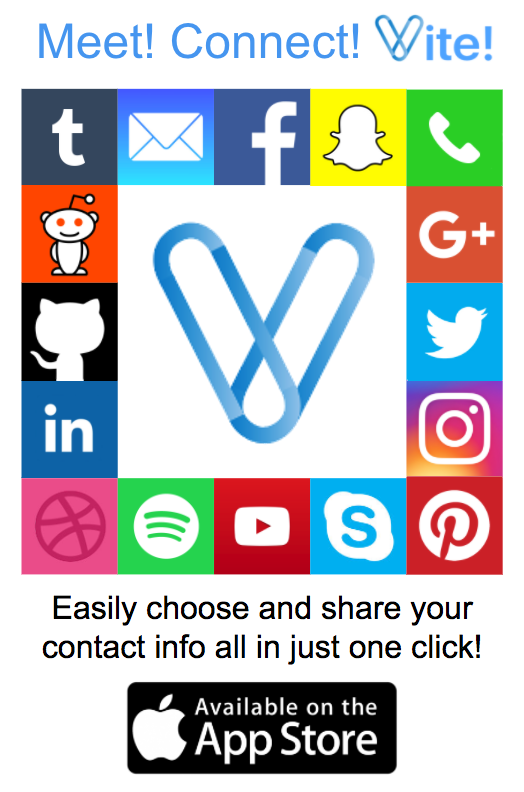 Meet! Connect! Vite!
t
f
G+
in
S
Easily choose and share your
contact info all in just one click!
Available on the
App Store